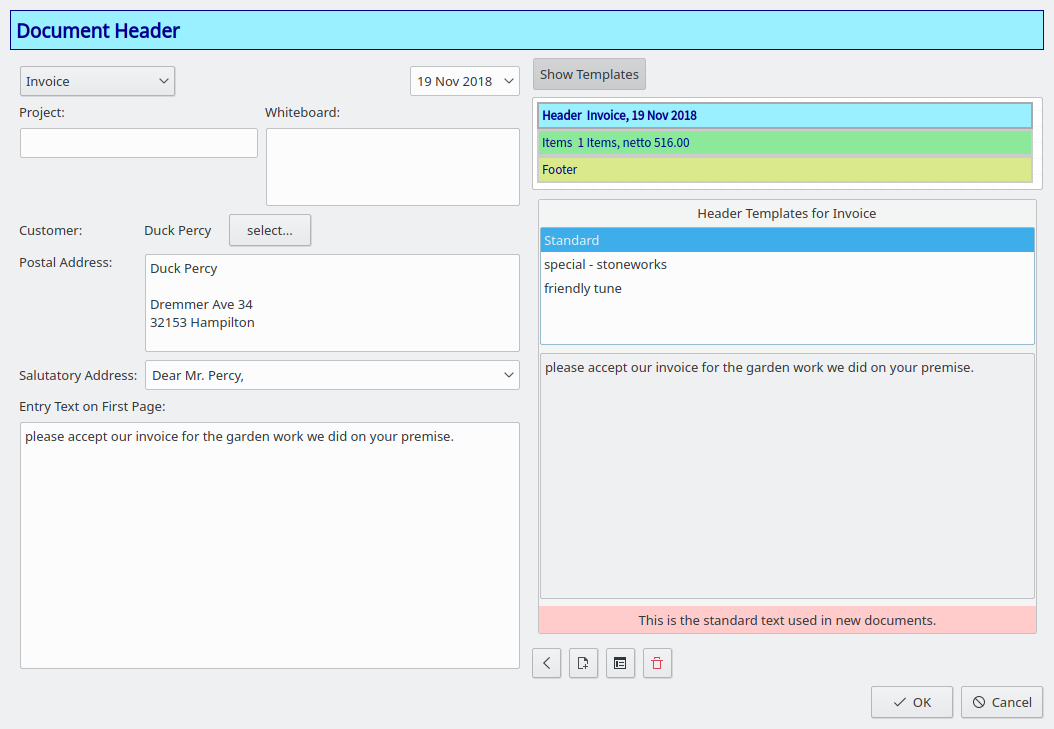 Document Header
Invoice
19 Nov 2018
Project:
Whiteboard:
Customer:
Duck Percy
select...
Postal Address:
Duck Percy
Dremmer Ave 34
32153 Hampilton
Salutatory Address:
Dear Mr. Percy,
Entry Text on First Page:
please accept our invoice for the garden work we did on your premise.
Show Templates
Header Invoice, 19 Nov 2018
Items 1 Items, netto 516.00
Footer
Header Templates for Invoice
Standard
special - stoneworks
friendly tune
please accept our invoice for the garden work we did on your premise.
This is the standard text used in new documents.
OK
Cancel